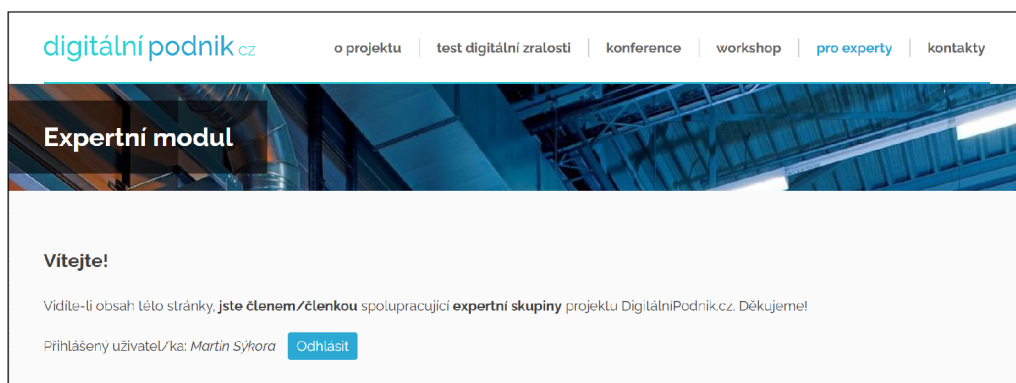 digitální podnik cz
o projektu
test digitální zralosti
konference
workshop
pro experty
kontakty
Expertní modul
Vítejte!
Vidíte-li obsah této stránky, jste členem/členkou spolupracující expertní skupiny projektu DigitálníPodnik.cz. Děkujeme!
Přihlášený uživatel/ka: Martin Sýkora Odhlásit